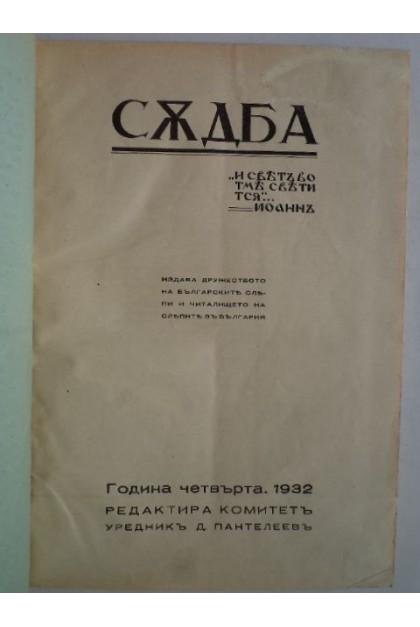 СѪДБА
„И СВѢТЪ ВО
ТМѢ СВѢТИ
ТСЯ“...
ИОАННЪ
ИЗДАВА ДРУЖЕСТВОТО
НА БЪЛГАРСКИТѢ СЛѢ-
ПИ И ЧИТАЛИЩЕТО НА
СЛѢПИТѢ ВЪ БЪЛГАРИЯ
Година четвърта. 1932
РЕДАКТИРА КОМИТЕТЪ
УРЕДНИКЪ Д. ПАНТЕЛЕЕВЪ